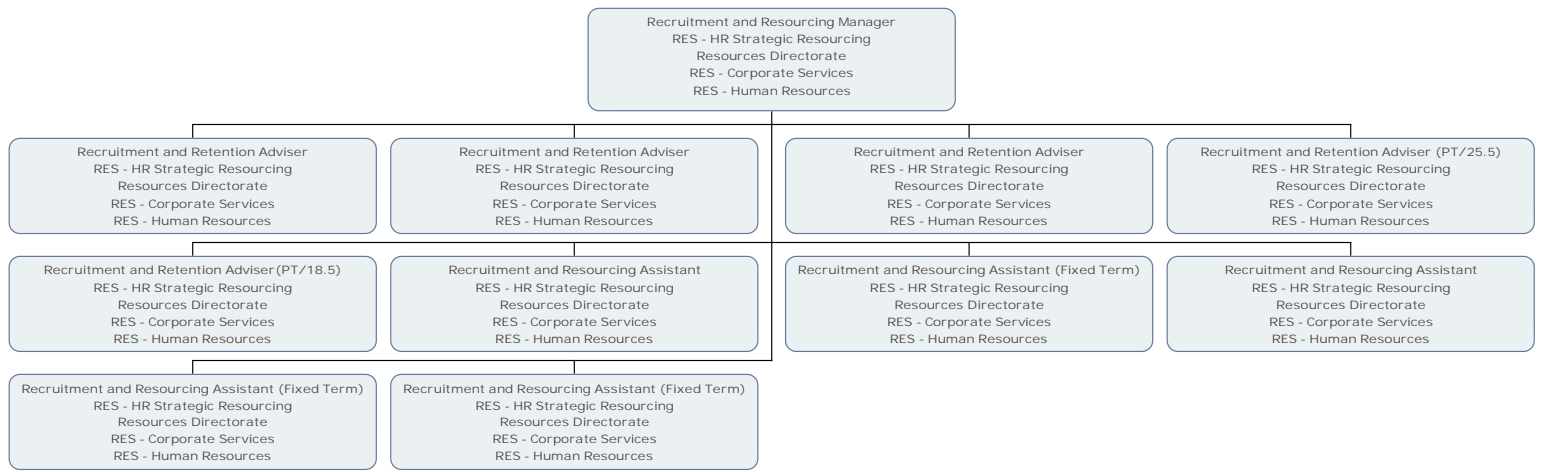 Recruitment and Resourcing Manager
RES - HR Strategic Resourcing
Resources Directorate
RES - Corporate Services
RES - Human Resources
Recruitment and Retention Adviser
RES - HR Strategic Resourcing
Resources Directorate
RES - Corporate Services
RES - Human Resources
Recruitment and Retention Adviser
RES - HR Strategic Resourcing
Resources Directorate
RES - Corporate Services
RES - Human Resources
Recruitment and Retention Adviser
RES - HR Strategic Resourcing
Resources Directorate
RES - Corporate Services
RES - Human Resources
Recruitment and Retention Adviser (PT/25.5)
RES - HR Strategic Resourcing
Resources Directorate
RES - Corporate Services
RES - Human Resources
Recruitment and Retention Adviser(PT/18.5)
RES - HR Strategic Resourcing
Resources Directorate
RES - Corporate Services
RES - Human Resources
Recruitment and Resourcing Assistant
RES - HR Strategic Resourcing
Resources Directorate
RES - Corporate Services
RES - Human Resources
Recruitment and Resourcing Assistant (Fixed Term)
RES - HR Strategic Resourcing
Resources Directorate
RES - Corporate Services
RES - Human Resources
Recruitment and Resourcing Assistant
RES - HR Strategic Resourcing
Resources Directorate
RES - Corporate Services
RES - Human Resources
Recruitment and Resourcing Assistant (Fixed Term)
RES - HR Strategic Resourcing
Resources Directorate
RES - Corporate Services
RES - Human Resources
Recruitment and Resourcing Assistant (Fixed Term)
RES - HR Strategic Resourcing
Resources Directorate
RES - Corporate Services
RES - Human Resources